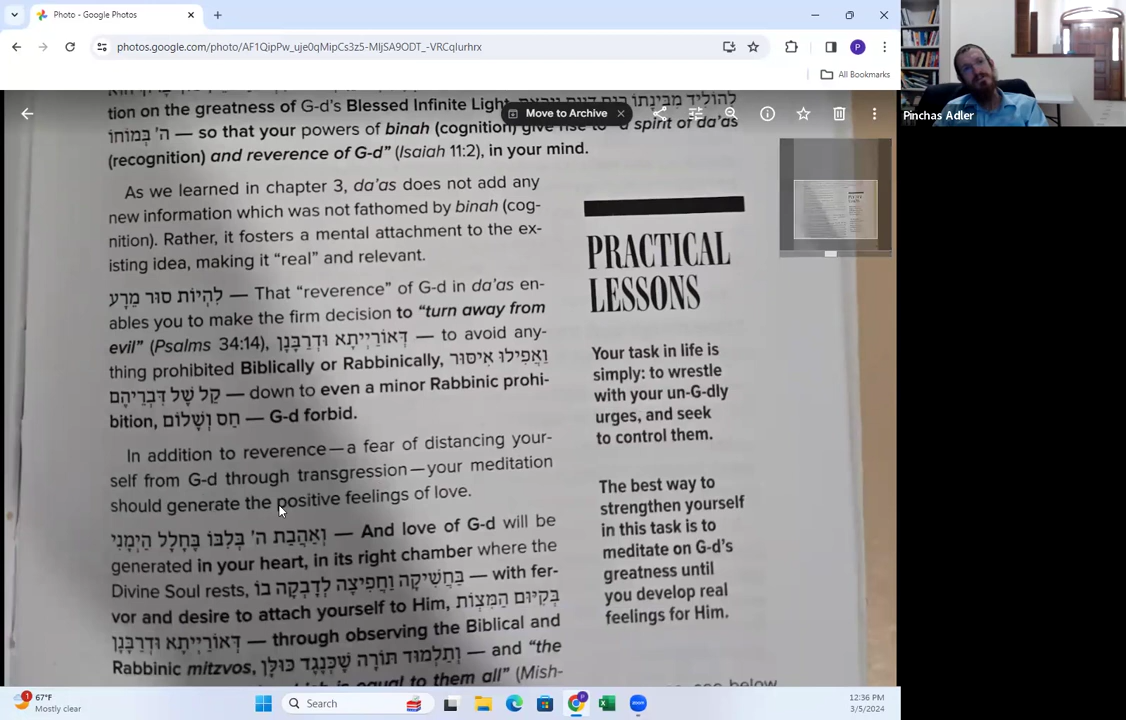 Photo - Google Photos
photos.google.com/photo/AF1QipPw_uje0qMipCs3z5-MIjSA9ODT_-VRCqlurhrx
All Bookmarks
Move to Archive
Pinchas Adler
tion on the greatness of G-d's Blessed Infinite Light,
ה' בְּמוֹחוֹ — so that your powers of binah (cognition) give rise to "a spirit of da'as
(recognition) and reverence of G-d" (Isaiah 11:2), in your mind.
As we learned in chapter 3, da'as does not add any
new information which was not fathomed by binah (cog-
nition). Rather, it fosters a mental attachment to the ex-
isting idea, making it "real" and relevant.
לִהְיוֹת סוּר מֵרָע — That "reverence" of G-d in da'as en-
ables you to make the firm decision to "turn away from
evil" (Psalms 34:14), דְּאוֹרַיְיתָא וּדְרַבָּנָן — to avoid any-
thing prohibited Biblically or Rabbinically, וַאֲפִילוּ אִיסּוּר
קַל שֶׁל דִּבְרֵיהֶם — down to even a minor Rabbinic prohi-
bition, חַס וְשָׁלוֹם — G-d forbid.
In addition to reverence—a fear of distancing your-
self from G-d through transgression—your meditation
should generate the positive feelings of love.
וְאַהֲבַת ה' בְּלִבּוֹ בֶּחָלָל הַיְמָנִי — And love of G-d will be
generated in your heart, in its right chamber where the
Divine Soul rests, בַּחֲשִׁיקָה וַחֲפִיצָה לְדָבְקָה בוֹ — with fer-
vor and desire to attach yourself to Him, בְּקִיּוּם הַמִּצְוֹת
דְּאוֹרַיְיתָא וּדְרַבָּנָן — through observing the Biblical and
Rabbinic mitzvos, וְתַלְמוּד תּוֹרָה שֶׁכְּנֶגֶד כּוּלָּן — and "the
which is equal to them all" (Mish-
PRACTICAL
LESSONS
Your task in life is
simply: to wrestle
with your un-G-dly
urges, and seek
to control them.
The best way to
strengthen yourself
in this task is to
meditate on G-d's
greatness until
you develop real
feelings for Him.
67°F
Mostly clear
Search
12:36 PM
3/5/2024